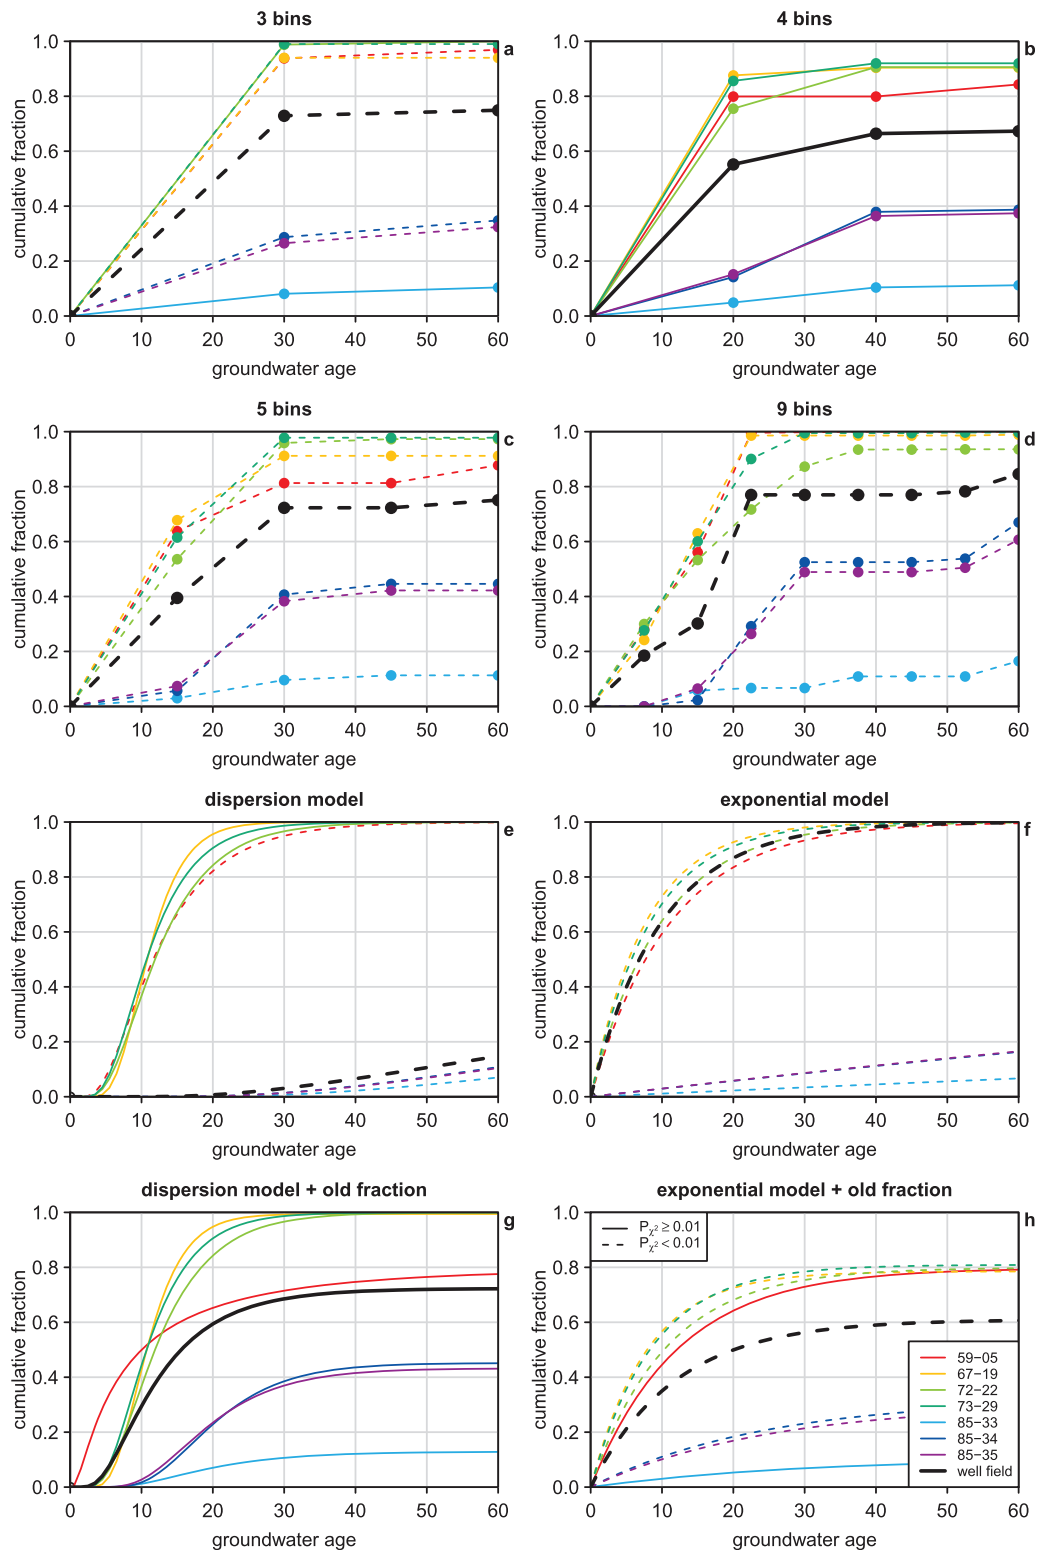 3 bins
a
1.0
0.8
0.6
0.4
0.2
0.0
cumulative fraction
0 10 20 30 40 50 60
groundwater age
4 bins
b
1.0
0.8
0.6
0.4
0.2
0.0
cumulative fraction
0 10 20 30 40 50 60
groundwater age
5 bins
c
1.0
0.8
0.6
0.4
0.2
0.0
cumulative fraction
0 10 20 30 40 50 60
groundwater age
9 bins
d
1.0
0.8
0.6
0.4
0.2
0.0
cumulative fraction
0 10 20 30 40 50 60
groundwater age
dispersion model
e
1.0
0.8
0.6
0.4
0.2
0.0
cumulative fraction
0 10 20 30 40 50 60
groundwater age
exponential model
f
1.0
0.8
0.6
0.4
0.2
0.0
cumulative fraction
0 10 20 30 40 50 60
groundwater age
dispersion model + old fraction
g
1.0
0.8
0.6
0.4
0.2
0.0
cumulative fraction
0 10 20 30 40 50 60
groundwater age
exponential model + old fraction
h
1.0
0.8
0.6
0.4
0.2
0.0
cumulative fraction
Pχ² ≥ 0.01
Pχ² < 0.01
59−05
67−19
72−22
73−29
85−33
85−34
85−35
well field
0 10 20 30 40 50 60
groundwater age